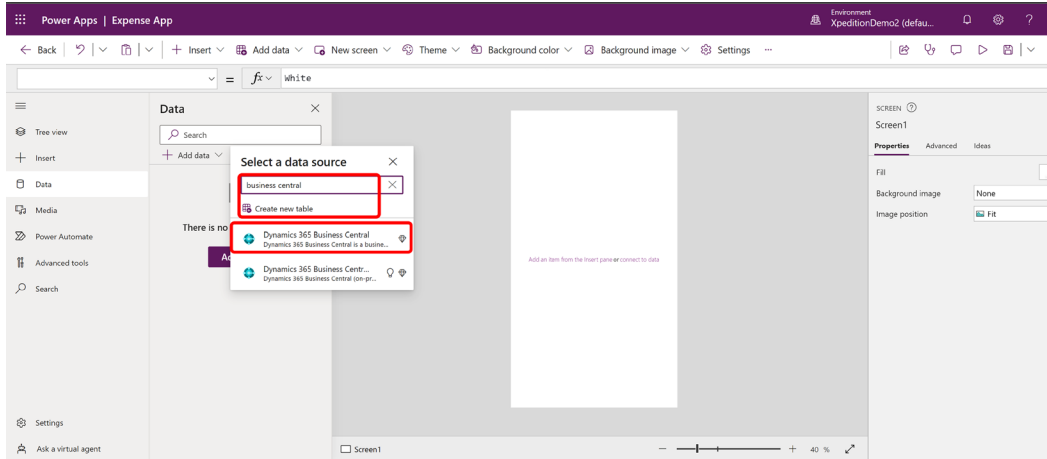 Power Apps | Expense App
Environment
XpeditionDemo2 (defau...
?
Back
Insert
Add data
New screen
Theme
Background color
Background image
Settings
...
= fx White
Tree view
Insert
Data
Media
Power Automate
Advanced tools
Search
Settings
Ask a virtual agent
Data
Search
Add data
There is no
Ad
Select a data source
business central
Create new table
Dynamics 365 Business Central
Dynamics 365 Business Central is a busine...
Dynamics 365 Business Centr...
Dynamics 365 Business Central (on-pr...
Add an item from the Insert pane or connect to data
Screen1
40 %
SCREEN
Screen1
Properties Advanced Ideas
Fill
Background image None
Image position Fit